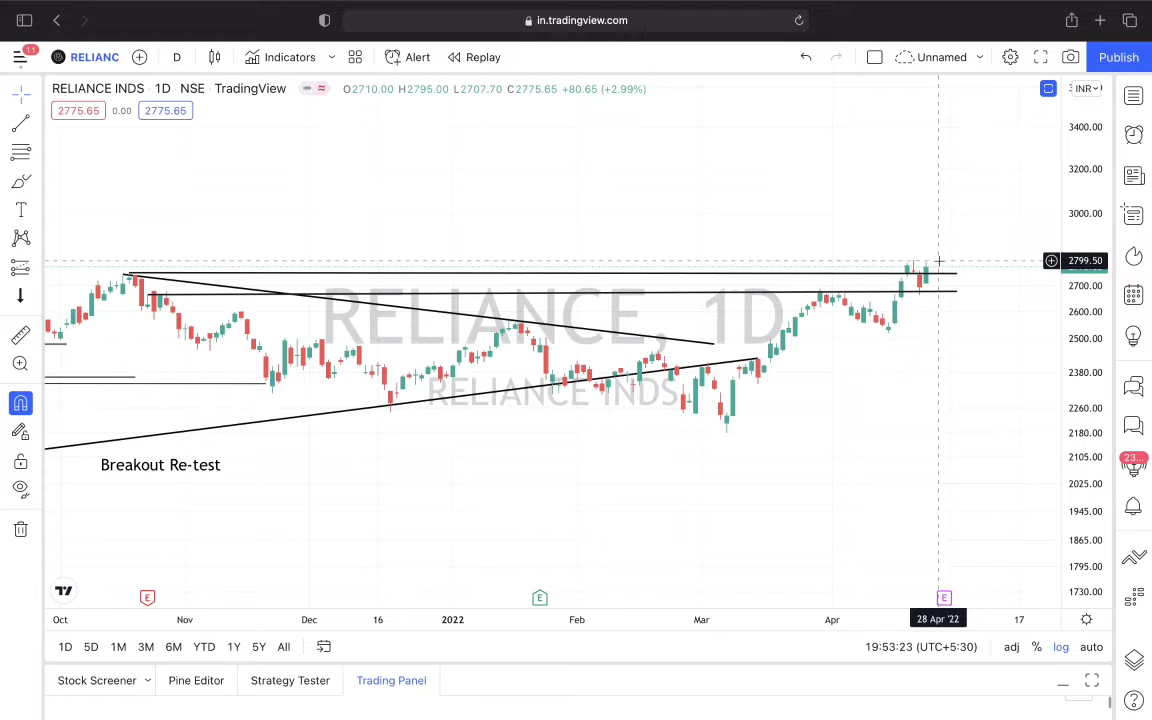 in.tradingview.com
11
RELIANC
D
Indicators
Alert
Replay
Unnamed
Publish
RELIANCE INDS · 1D · NSE · TradingView
O2710.00 H2795.00 L2707.70 C2775.65 +80.65 (+2.99%)
INR
2775.65
0.00
2775.65
3400.00
3200.00
3000.00
2799.50
2700.00
2600.00
2500.00
2380.00
2260.00
2180.00
2105.00
2025.00
1945.00
1865.00
1795.00
1730.00
RELIANCE, 1D
RELIANCE INDS
Breakout Re-test
23...
E
E
E
Oct
Nov
Dec
16
2022
Feb
Mar
Apr
28 Apr '22
17
1D 5D 1M 3M 6M YTD 1Y 5Y All
19:53:23 (UTC+5:30)
adj % log auto
Stock Screener
Pine Editor
Strategy Tester
Trading Panel